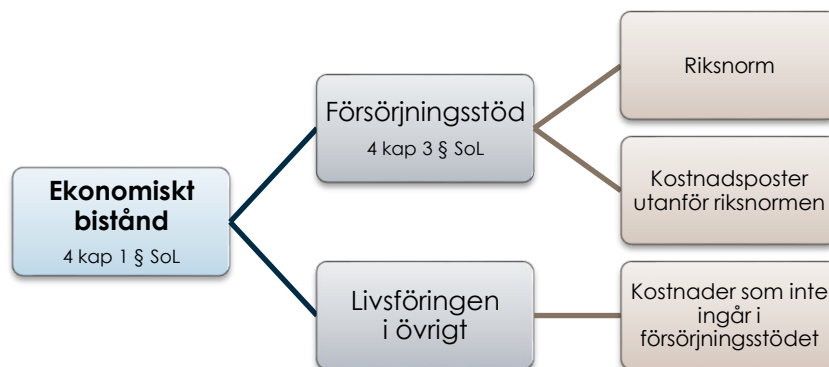 Ekonomiskt
bistånd
4 kap 1 § SoL
Försörjningsstöd
4 kap 3 § SoL
Riksnorm
Kostnadsposter
utanför riksnormen
Livsföringen
i övrigt
Kostnader som inte
ingår i
försörjningsstödet